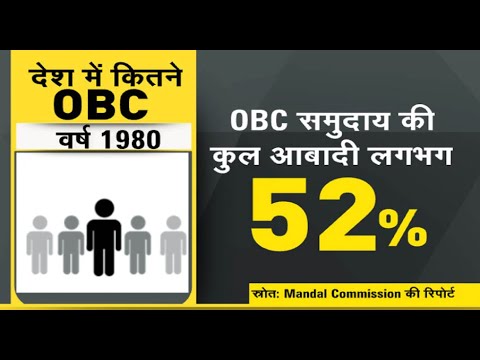 देश में कितने
OBC
वर्ष 1980
OBC समुदाय की
कुल आबादी लगभग
52%
स्रोत: Mandal Commission की रिपोर्ट